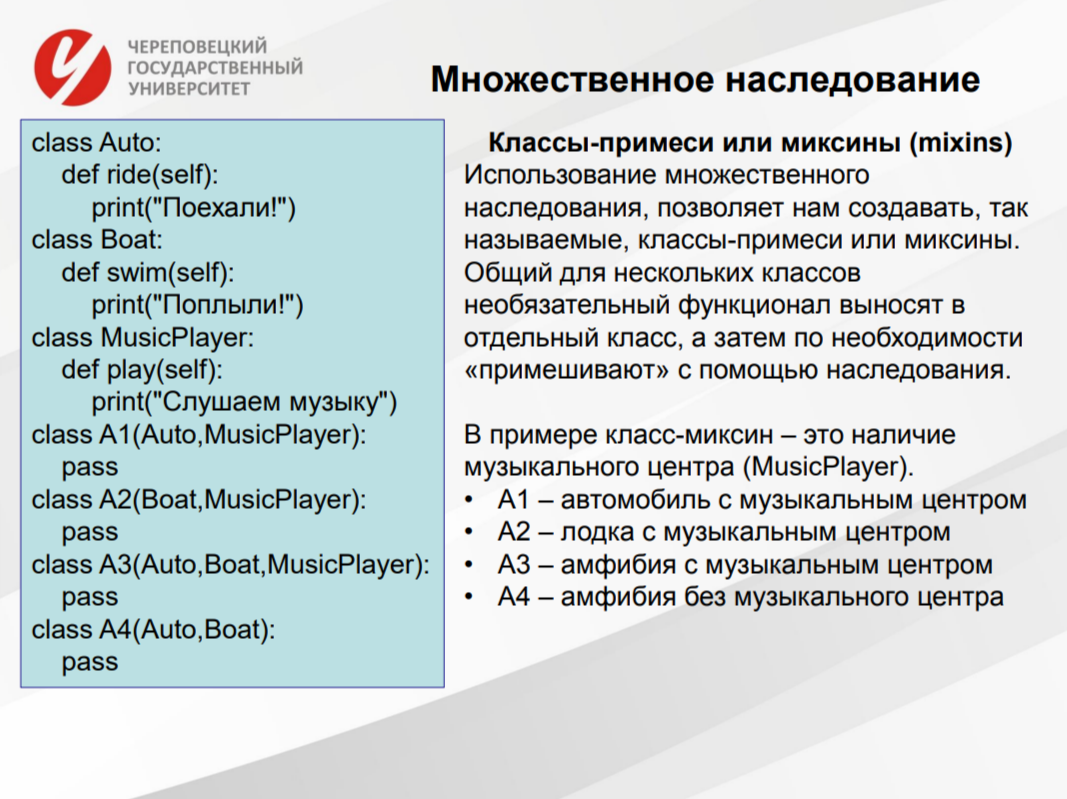 ЧЕРЕПОВЕЦКИЙ
ГОСУДАРСТВЕННЫЙ
УНИВЕРСИТЕТ
Множественное наследование
class Auto:
def ride(self):
print("Поехали!")
class Boat:
def swim(self):
print("Поплыли!")
class MusicPlayer:
def play(self):
print("Слушаем музыку")
class A1(Auto,MusicPlayer):
pass
class A2(Boat,MusicPlayer):
pass
class A3(Auto,Boat,MusicPlayer):
pass
class A4(Auto,Boat):
pass
Классы-примеси или миксины (mixins)
Использование множественного
наследования, позволяет нам создавать, так
называемые, классы-примеси или миксины.
Общий для нескольких классов
необязательный функционал выносят в
отдельный класс, а затем по необходимости
«примешивают» с помощью наследования.
В примере класс-миксин – это наличие
музыкального центра (MusicPlayer).
• А1 – автомобиль с музыкальным центром
• А2 – лодка с музыкальным центром
• А3 – амфибия с музыкальным центром
• А4 – амфибия без музыкального центра